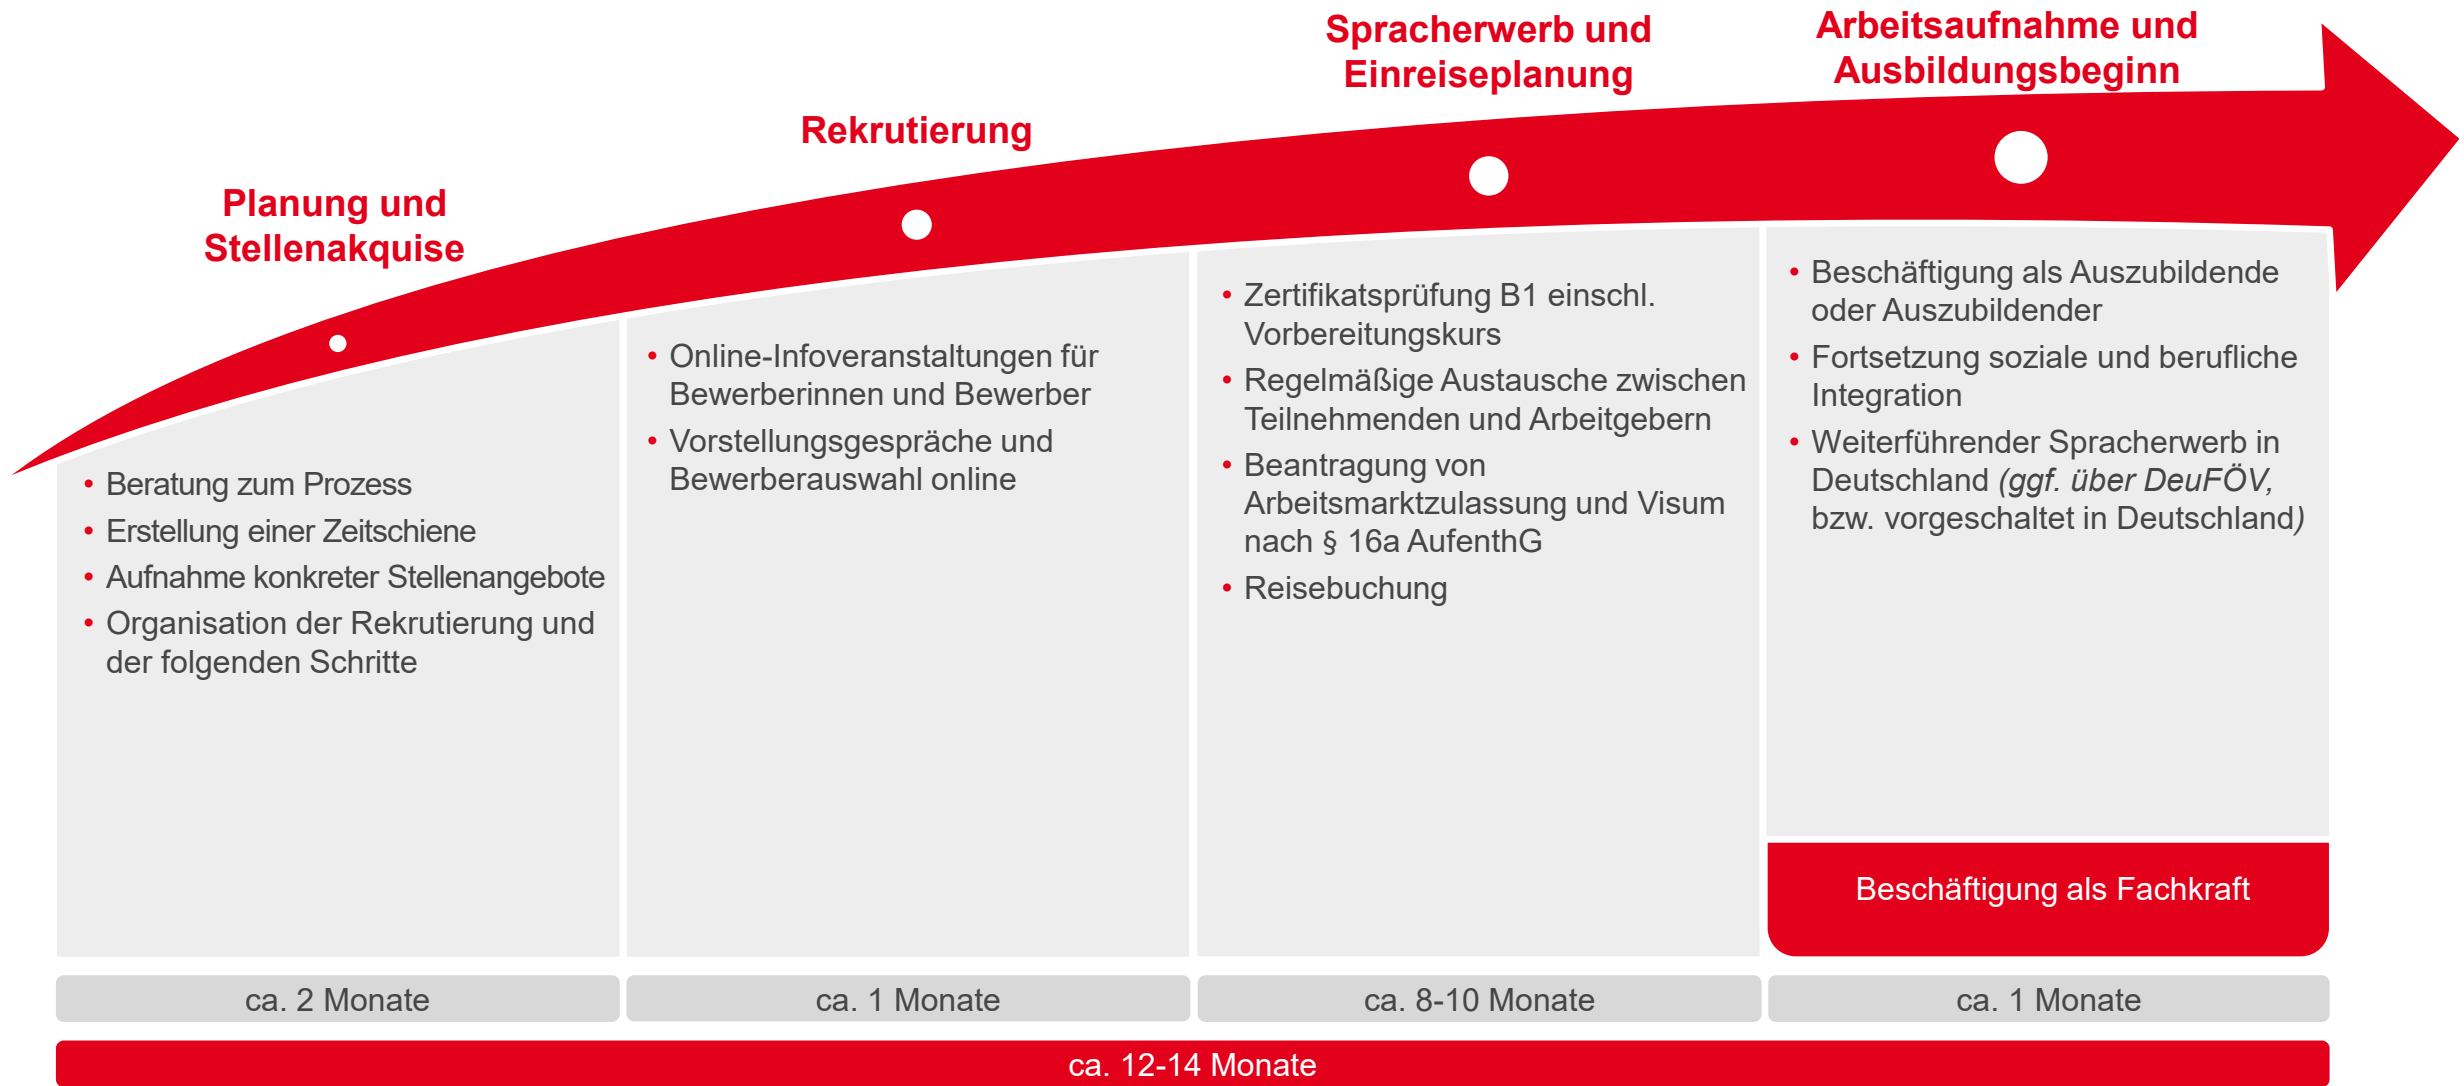 Planung und
Stellenakquise
Rekrutierung
Spracherwerb und
Einreiseplanung
Arbeitsaufnahme und
Ausbildungsbeginn
• Beratung zum Prozess
• Erstellung einer Zeitschiene
• Aufnahme konkreter Stellenangebote
• Organisation der Rekrutierung und
der folgenden Schritte
• Online-Infoveranstaltungen für
Bewerberinnen und Bewerber
• Vorstellungsgespräche und
Bewerberauswahl online
• Zertifikatsprüfung B1 einschl.
Vorbereitungskurs
• Regelmäßige Austausche zwischen
Teilnehmenden und Arbeitgebern
• Beantragung von
Arbeitsmarktzulassung und Visum
nach § 16a AufenthG
• Reisebuchung
• Beschäftigung als Auszubildende
oder Auszubildender
• Fortsetzung soziale und berufliche
Integration
• Weiterführender Spracherwerb in
Deutschland (ggf. über DeuFÖV,
bzw. vorgeschaltet in Deutschland)
Beschäftigung als Fachkraft
ca. 2 Monate
ca. 1 Monate
ca. 8-10 Monate
ca. 1 Monate
ca. 12-14 Monate